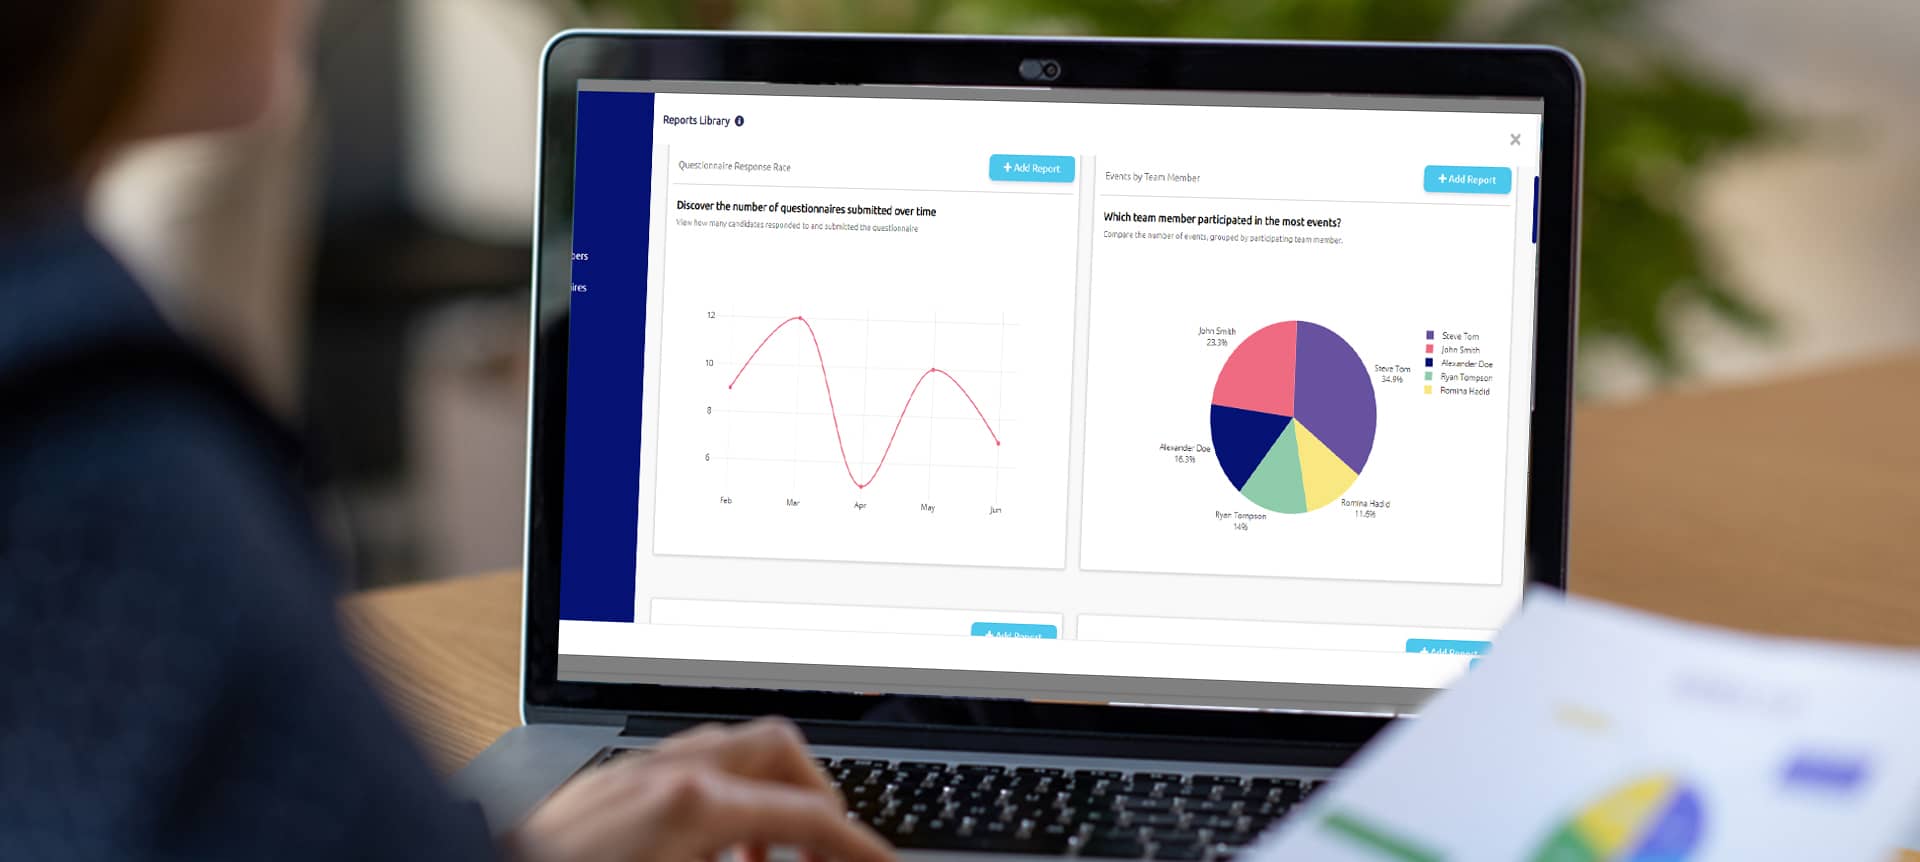 Reports Library
Questionnaire Response Race
+ Add Report
Discover the number of questionnaires submitted over time
View how many candidates responded to and submitted the questionnaire
12
10
8
6
Feb
Mar
Apr
May
Jun
Events by Team Member
+ Add Report
Which team member participated in the most events?
Compare the number of events, grouped by participating team member.
John Smith
23.3%
Steve Tom
34.9%
Alexander Doe
16.3%
Ryan Tompson
14%
Romina Hadid
11.6%
Steve Tom
John Smith
Alexander Doe
Ryan Tompson
Romina Hadid
bers
ires
+ Add Report
+ Add Report